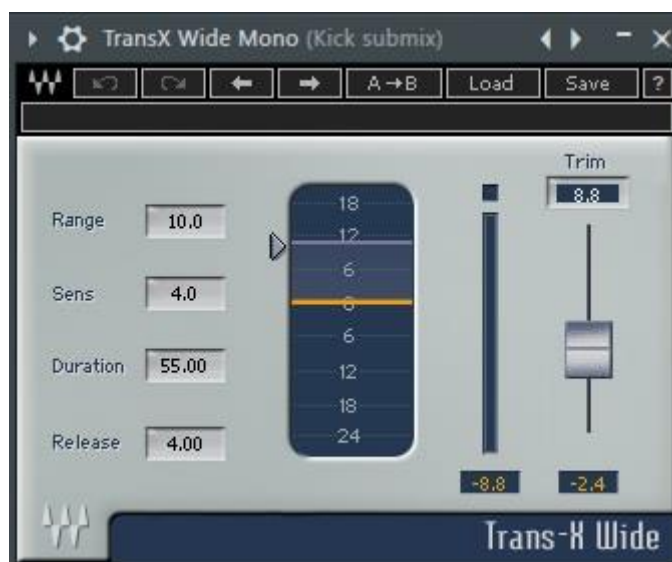 TransX Wide Mono (Kick submix)
A→B Load Save ?
Trim
8.8
Range 10.0
Sens 4.0
Duration 55.00
Release 4.00
18
12
6
0
6
12
18
24
-8.8 -2.4
Trans-X Wide